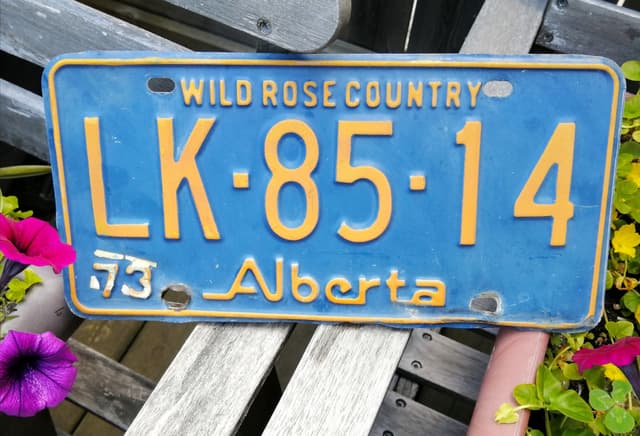 WILD ROSE COUNTRY
LK·85·14
73 Alberta